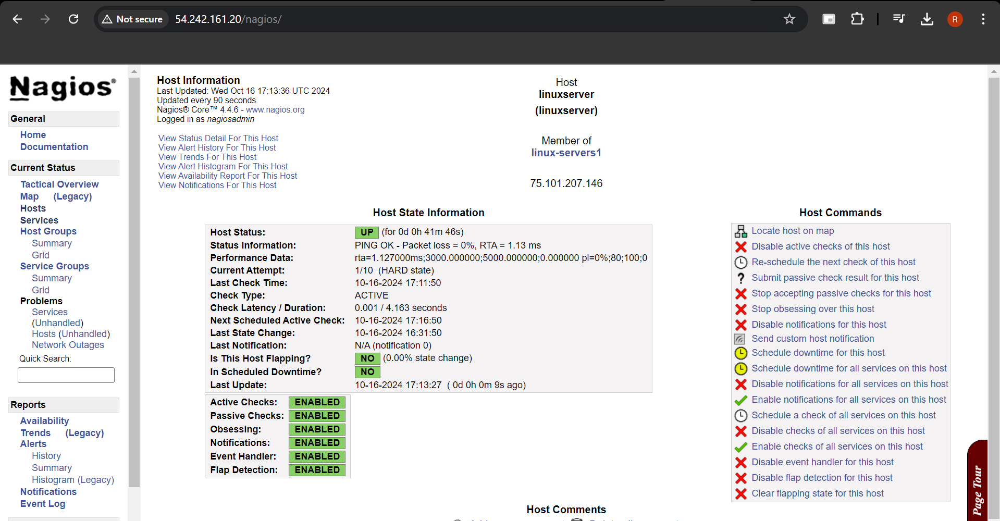 Not secure 54.242.161.20/nagios/
R
Nagios®
General
Home
Documentation
Current Status
Tactical Overview
Map (Legacy)
Hosts
Services
Host Groups
Summary
Grid
Service Groups
Summary
Grid
Problems
Services
(Unhandled)
Hosts (Unhandled)
Network Outages
Quick Search:
Reports
Availability
Trends (Legacy)
Alerts
History
Summary
Histogram (Legacy)
Notifications
Event Log
Host Information
Last Updated: Wed Oct 16 17:13:36 UTC 2024
Updated every 90 seconds
Nagios® Core™ 4.4.6 - www.nagios.org
Logged in as nagiosadmin
View Status Detail For This Host
View Alert History For This Host
View Trends For This Host
View Alert Histogram For This Host
View Availability Report For This Host
View Notifications For This Host
Host
linuxserver
(linuxserver)
Member of
linux-servers1
75.101.207.146
Host State Information
Host Status: UP (for 0d 0h 41m 46s)
Status Information: PING OK - Packet loss = 0%, RTA = 1.13 ms
Performance Data: rta=1.127000ms;3000.000000;5000.000000;0.000000 pl=0%;80;100;0
Current Attempt: 1/10 (HARD state)
Last Check Time: 10-16-2024 17:11:50
Check Type: ACTIVE
Check Latency / Duration: 0.001 / 4.163 seconds
Next Scheduled Active Check: 10-16-2024 17:16:50
Last State Change: 10-16-2024 16:31:50
Last Notification: N/A (notification 0)
Is This Host Flapping? NO (0.00% state change)
In Scheduled Downtime? NO
Last Update: 10-16-2024 17:13:27 ( 0d 0h 0m 9s ago)
Active Checks: ENABLED
Passive Checks: ENABLED
Obsessing: ENABLED
Notifications: ENABLED
Event Handler: ENABLED
Flap Detection: ENABLED
Host Commands
Locate host on map
Disable active checks of this host
Re-schedule the next check of this host
Submit passive check result for this host
Stop accepting passive checks for this host
Stop obsessing over this host
Disable notifications for this host
Send custom host notification
Schedule downtime for this host
Schedule downtime for all services on this host
Disable notifications for all services on this host
Enable notifications for all services on this host
Schedule a check of all services on this host
Disable checks of all services on this host
Enable checks of all services on this host
Disable event handler for this host
Disable flap detection for this host
Clear flapping state for this host
Page Tour
Host Comments